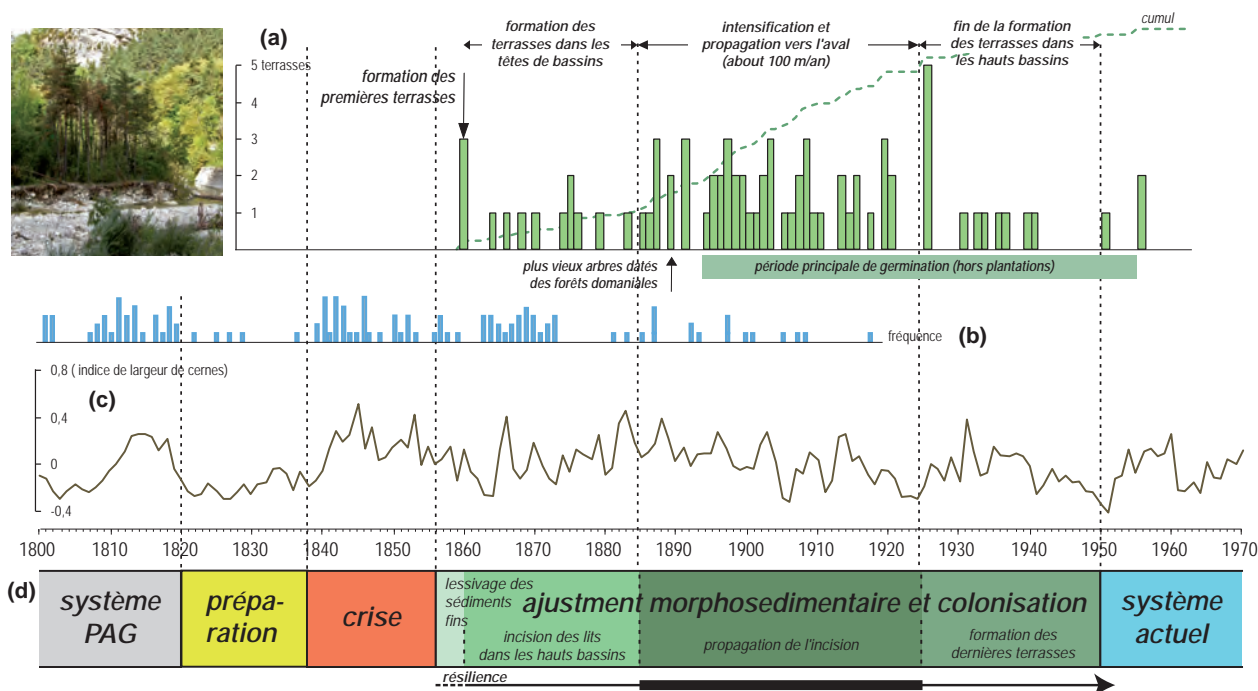 (a)
formation des
terrasses dans les
têtes de bassins
intensification et
propagation vers l'aval
(about 100 m/an)
fin de la formation
des terrasses dans
les hauts bassins
cumul
5 terrasses
4
3
2
1
formation des
premières terrasses
plus vieux arbres datés
des forêts domaniales
période principale de germination (hors plantations)
fréquence
(b)
0,8 ( indice de largeur de cernes)
(c)
0,4
0
-0,4
1800 1810 1820 1830 1840 1850 1860 1870 1880 1890 1900 1910 1920 1930 1940 1950 1960 1970
(d)
système
PAG
prépa-
ration
crise
lessivage des
sédiments
fins
ajustment morphosedimentaire et colonisation
incision des lits
dans les hauts bassins
propagation de l'incision
formation des
dernières terrasses
système
actuel
résilience